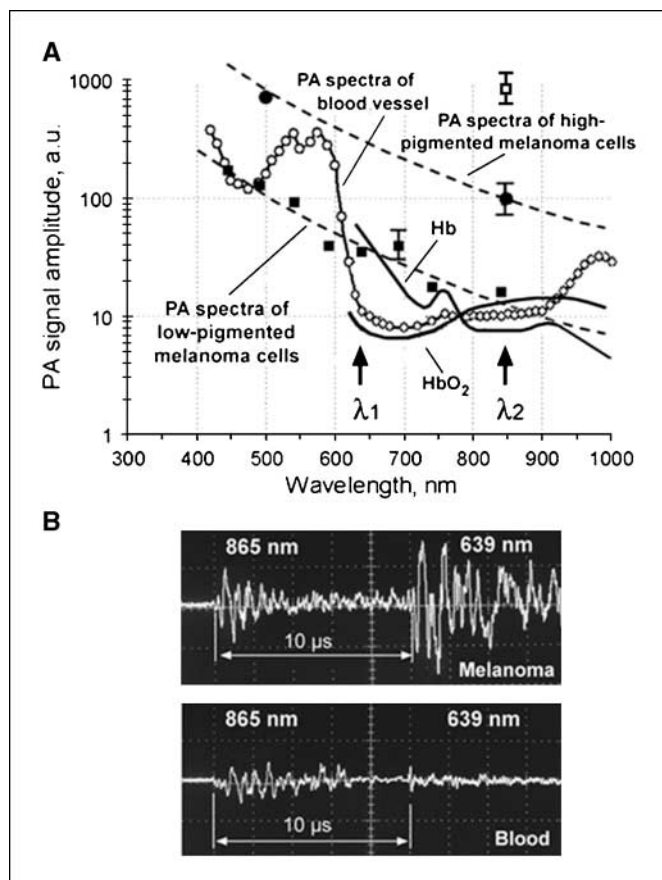 A
PA signal amplitude, a.u.
1000
100
10
1
PA spectra of
blood vessel
PA spectra of high-
pigmented melanoma
cells
Hb
PA spectra of
low-pigmented
melanoma cells
HbO₂
λ1
λ2
300 400 500 600 700 800 900 1000
Wavelength, nm
B
865 nm 639 nm
10 µs
Melanoma
865 nm 639 nm
10 µs
Blood